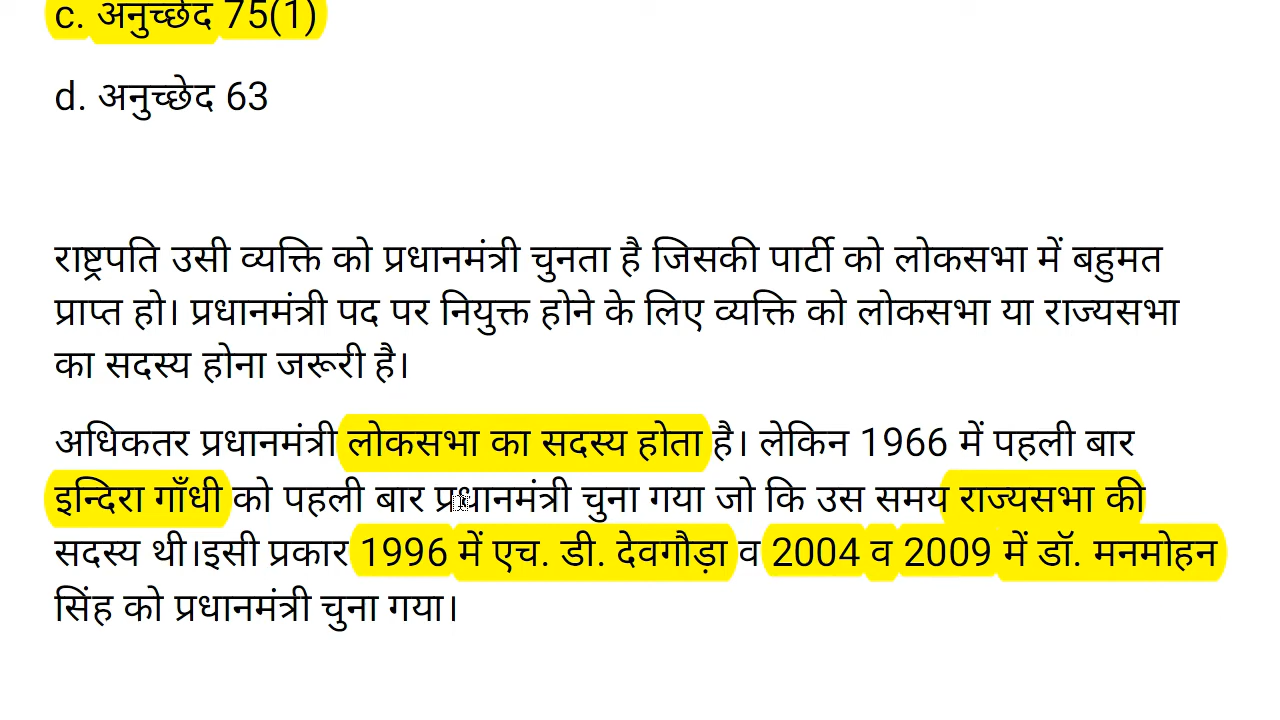 c. अनुच्छेद 75(1)
d. अनुच्छेद 63
राष्ट्रपति उसी व्यक्ति को प्रधानमंत्री चुनता है जिसकी पार्टी को लोकसभा में बहुमत
प्राप्त हो। प्रधानमंत्री पद पर नियुक्त होने के लिए व्यक्ति को लोकसभा या राज्यसभा
का सदस्य होना जरूरी है।
अधिकतर प्रधानमंत्री लोकसभा का सदस्य होता है। लेकिन 1966 में पहली बार
इन्दिरा गाँधी को पहली बार प्रधानमंत्री चुना गया जो कि उस समय राज्यसभा की
सदस्य थी।इसी प्रकार 1996 में एच. डी. देवगौड़ा व 2004 व 2009 में डॉ. मनमोहन
सिंह को प्रधानमंत्री चुना गया।